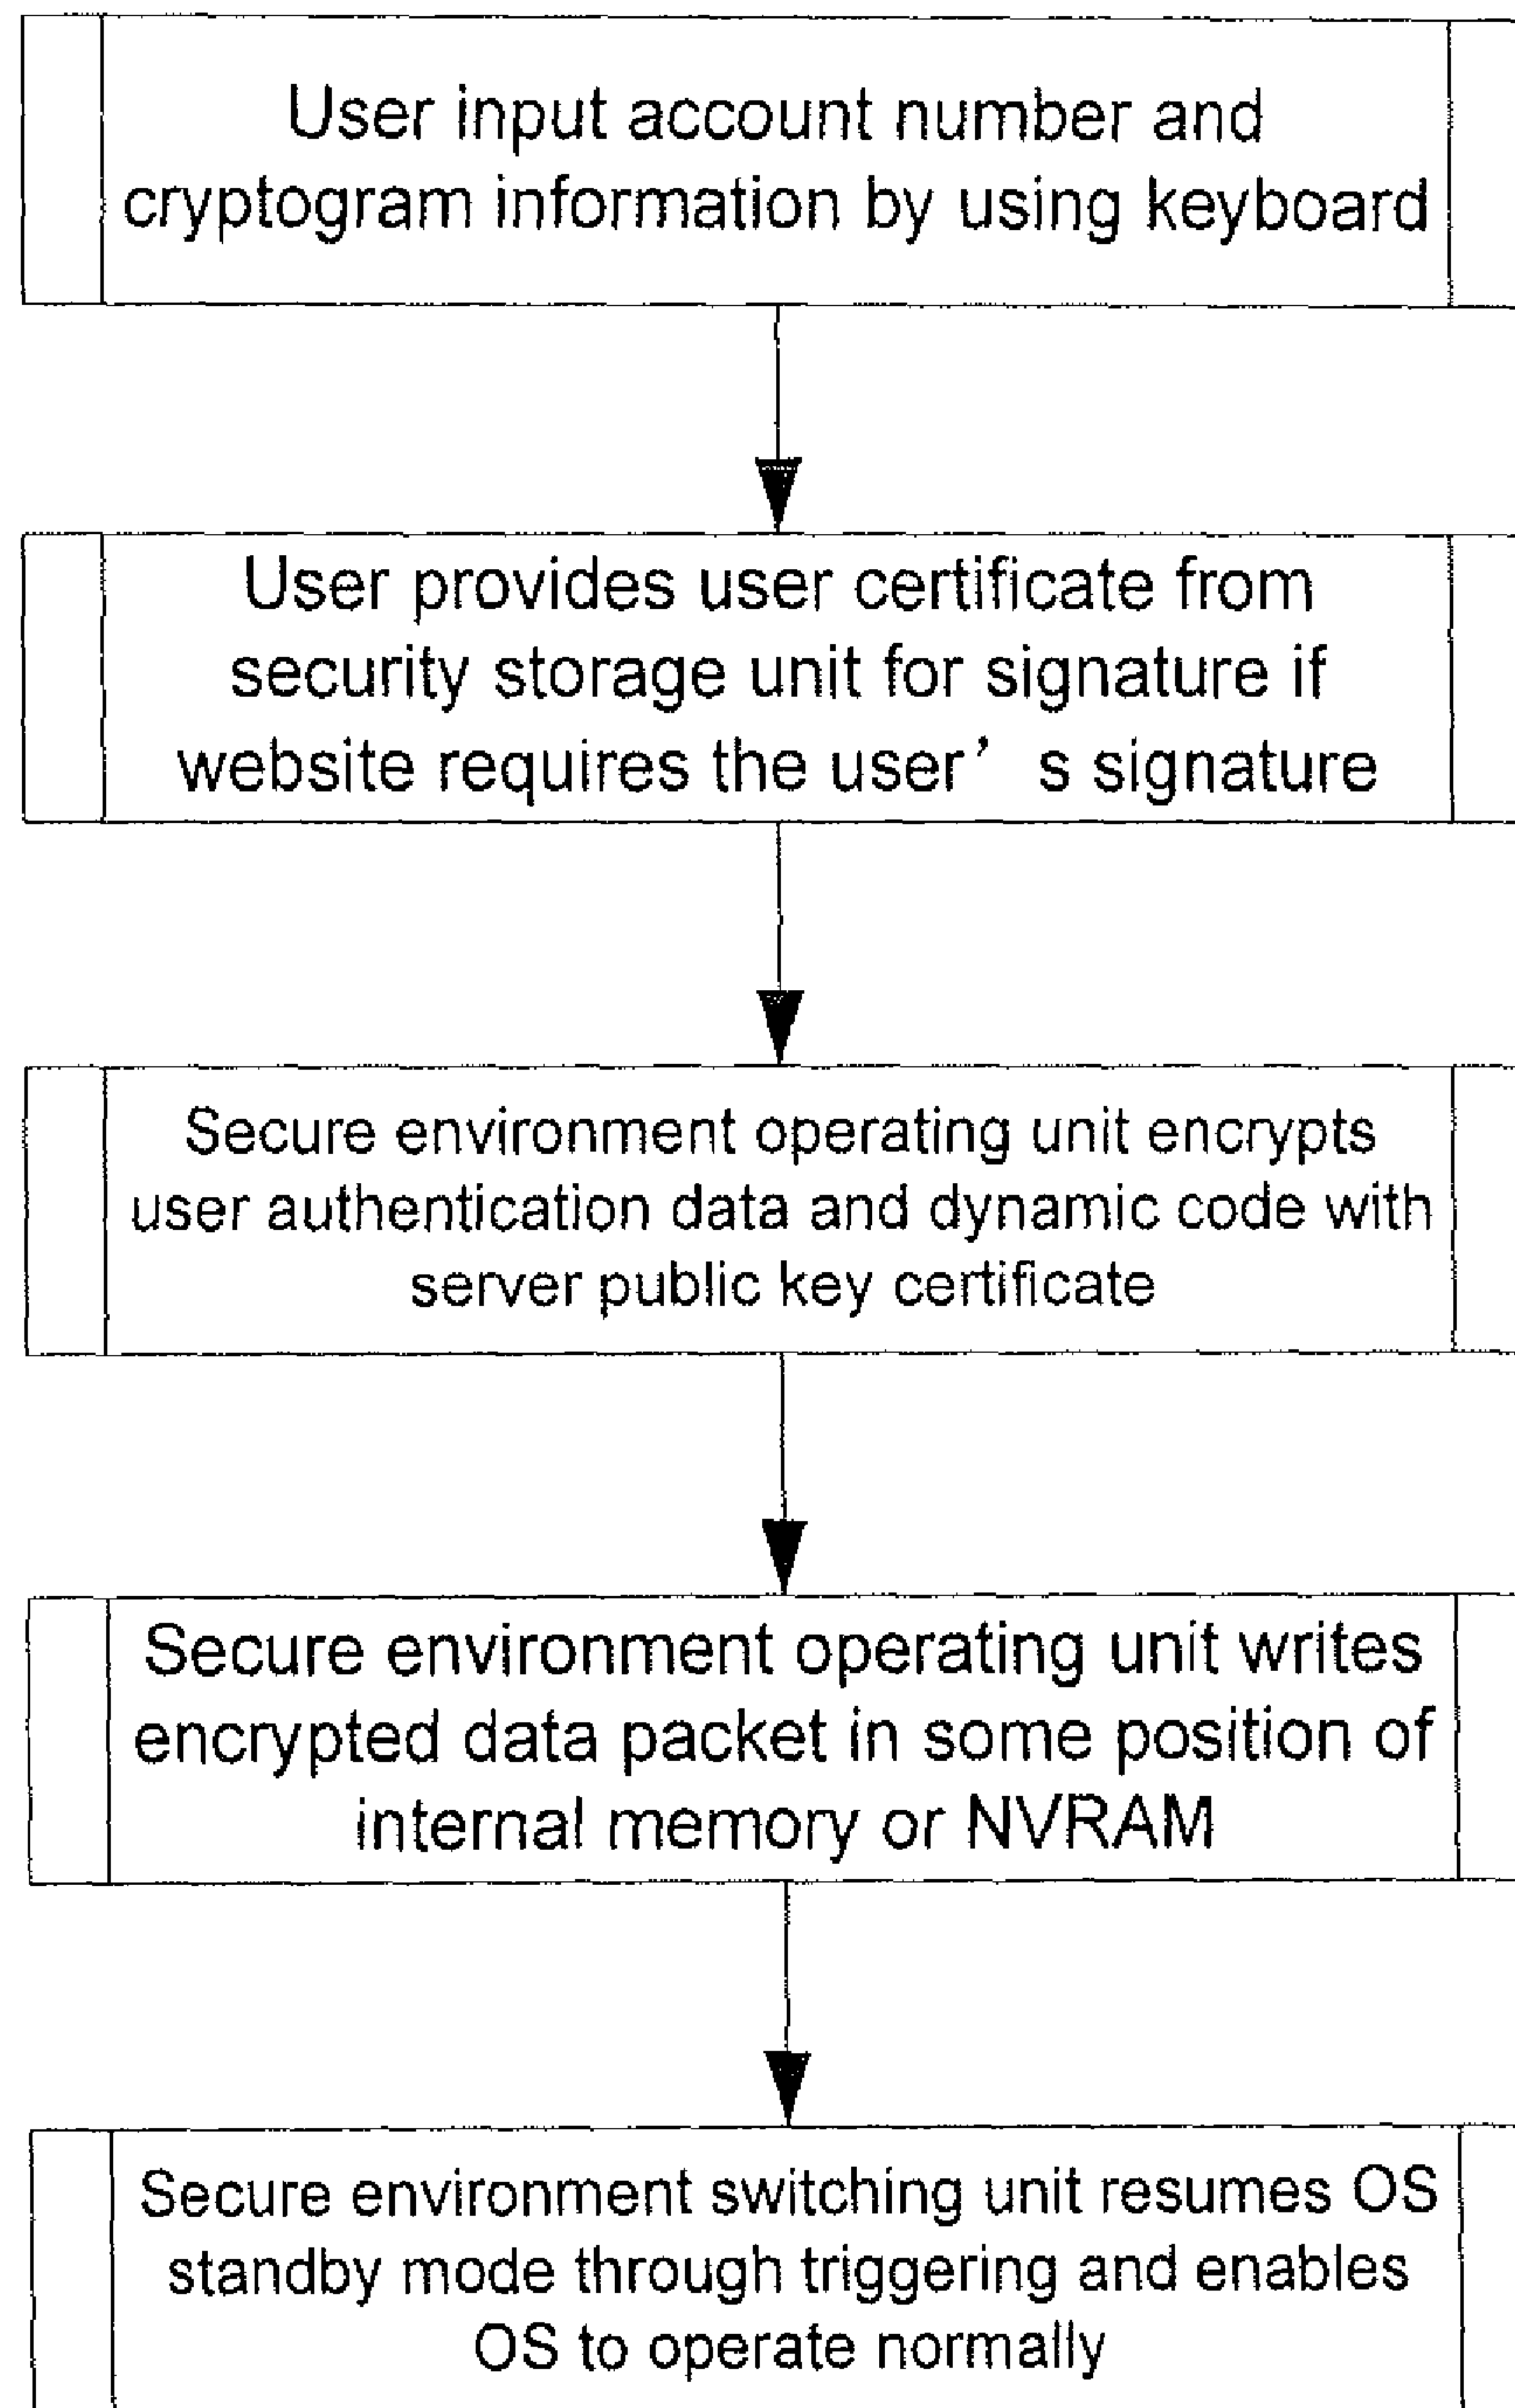 User input account number and
cryptogram information by using keyboard
User provides user certificate from
security storage unit for signature if
website requires the user’ s signature
Secure environment operating unit encrypts
user authentication data and dynamic code with
server public key certificate
Secure environment operating unit writes
encrypted data packet in some position of
internal memory or NVRAM
Secure environment switching unit resumes OS
standby mode through triggering and enables
OS to operate normally